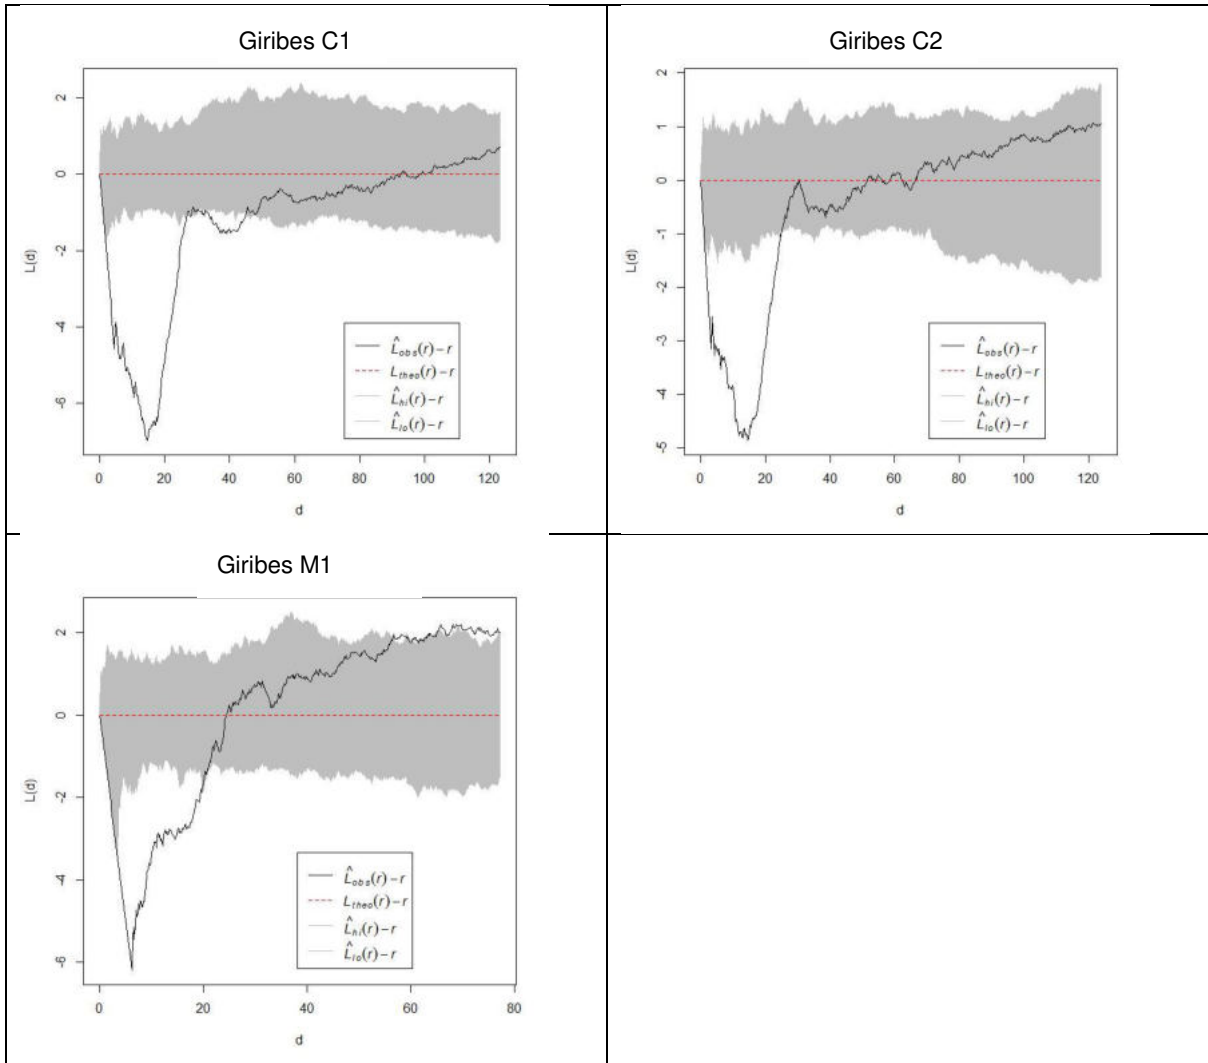 Giribes C1
2
0
-2
-4
-6
L(d)
0 20 40 60 80 100 120
d
L̂obs(r)−r
Ltheo(r)−r
L̂hi(r)−r
L̂lo(r)−r
Giribes C2
2
1
0
-1
-2
-3
-4
-5
L(d)
0 20 40 60 80 100 120
d
L̂obs(r)−r
Ltheo(r)−r
L̂hi(r)−r
L̂lo(r)−r
Giribes M1
2
0
-2
-4
-6
L(d)
0 20 40 60 80
d
L̂obs(r)−r
Ltheo(r)−r
L̂hi(r)−r
L̂lo(r)−r